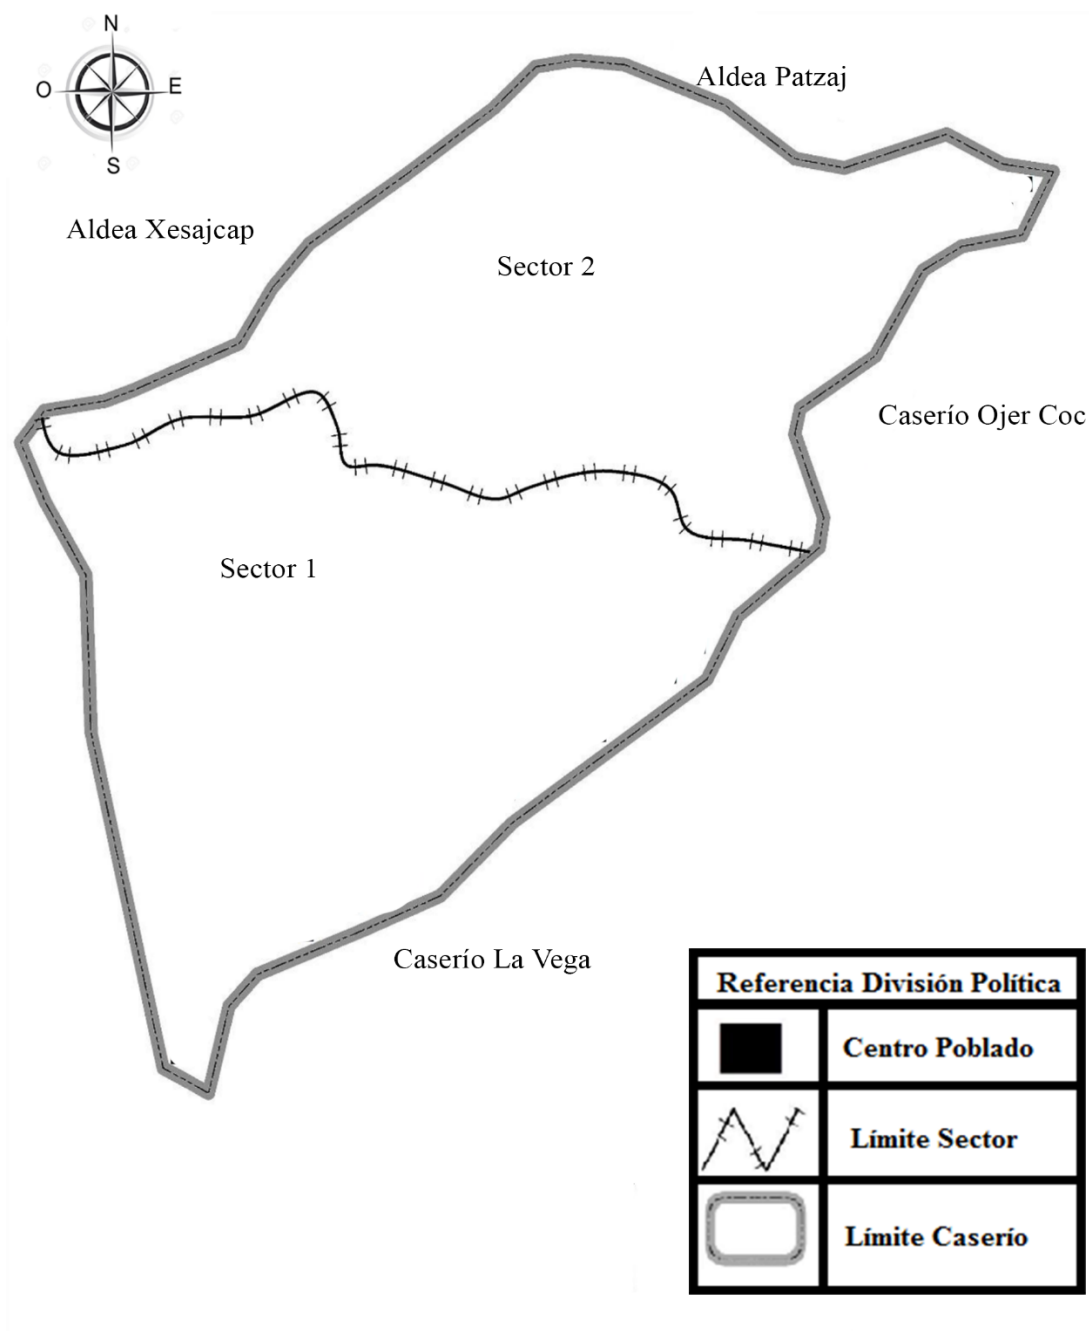 N
O
E
S
Aldea Patzaj
Aldea Xesajcap
Sector 2
Caserío Ojer Coc
Sector 1
Caserío La Vega
Referencia División Política
Centro Poblado
Límite Sector
Límite Caserío